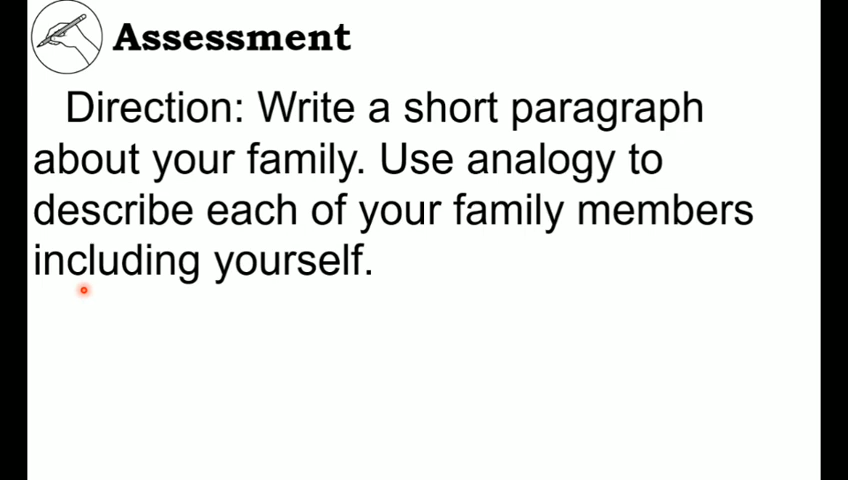 Assessment
Direction: Write a short paragraph
about your family. Use analogy to
describe each of your family members
including yourself.